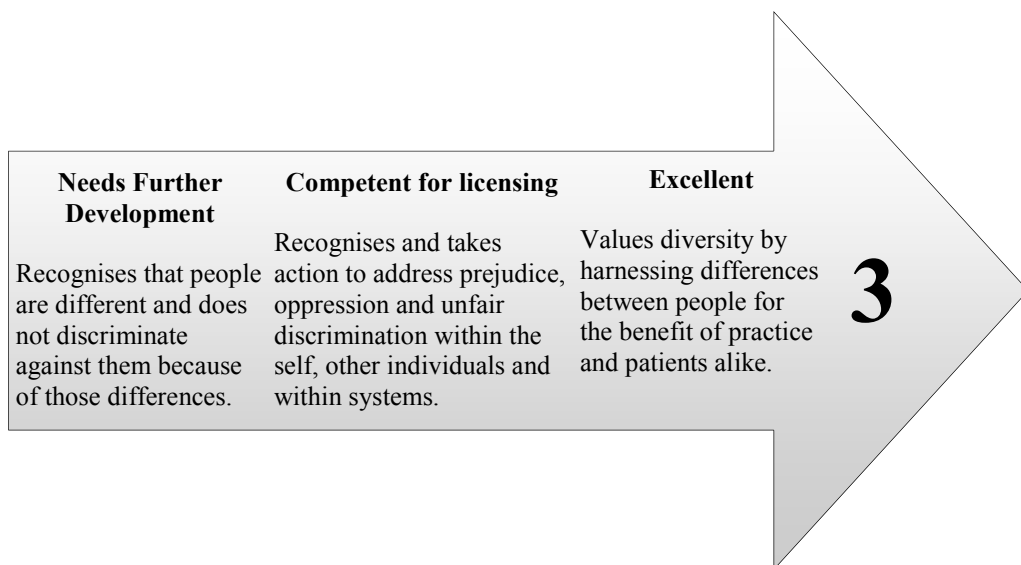 Needs Further
Development
Recognises that people
are different and does
not discriminate
against them because
of those differences.
Competent for licensing
Recognises and takes
action to address prejudice,
oppression and unfair
discrimination within the
self, other individuals and
within systems.
Excellent
Values diversity by
harnessing differences
between people for
the benefit of practice
and patients alike.
3